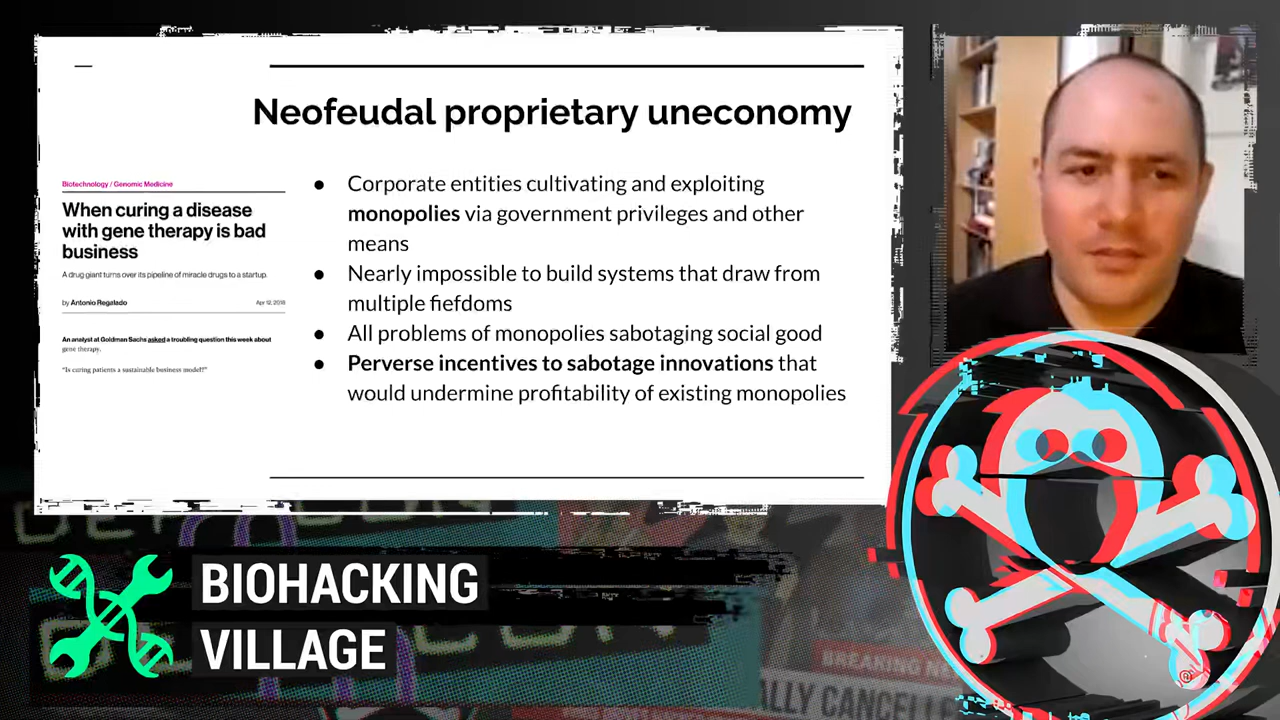 Neofeudal proprietary uneconomy
Biotechnology / Genomic Medicine
When curing a disease
with gene therapy is bad
business
A drug giant turns over its pipeline of miracle drugs to a startup.
by Antonio Regalado
Apr 12, 2018
An analyst at Goldman Sachs asked a troubling question this week about
gene therapy.
“Is curing patients a sustainable business model?”
● Corporate entities cultivating and exploiting
monopolies via government privileges and other
means
● Nearly impossible to build systems that draw from
multiple fiefdoms
● All problems of monopolies sabotaging social good
● Perverse incentives to sabotage innovations that
would undermine profitability of existing monopolies
BIOHACKING
VILLAGE
BREAKING
CANCELLE
®